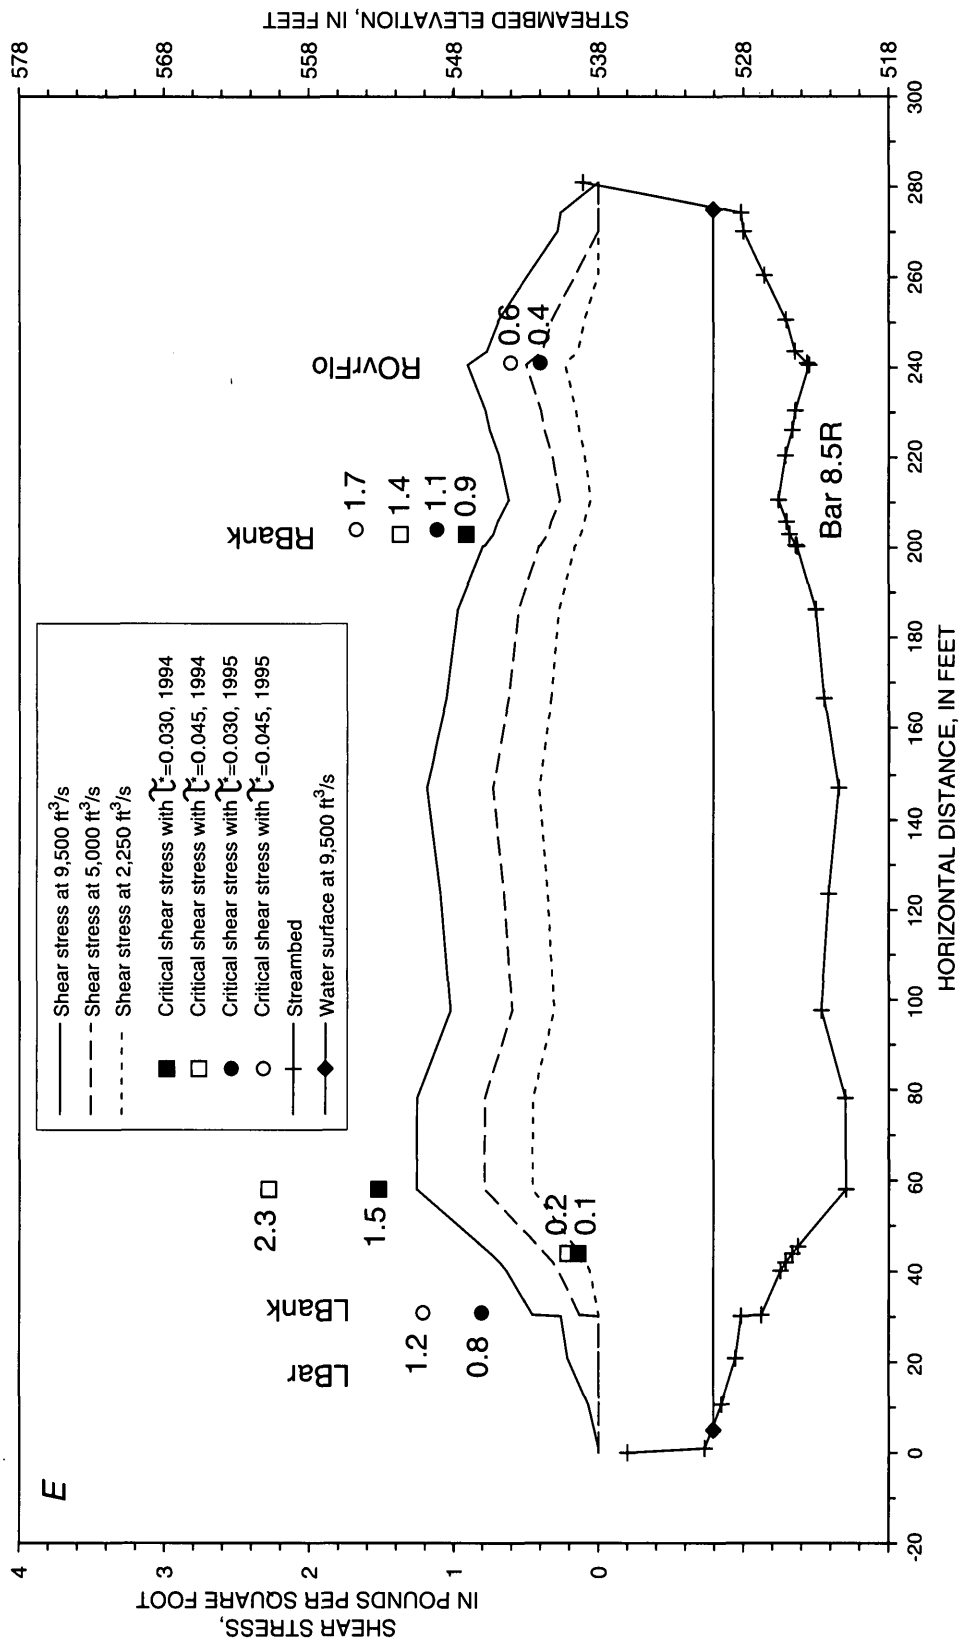 E
SHEAR STRESS,
IN POUNDS PER SQUARE FOOT
4
3
2
1
0
STREAMBED ELEVATION, IN FEET
578
568
558
548
538
528
518
Shear stress at 9,500 ft³/s
Shear stress at 5,000 ft³/s
Shear stress at 2,250 ft³/s
Critical shear stress with τ*=0.030, 1994
Critical shear stress with τ*=0.045, 1994
Critical shear stress with τ*=0.030, 1995
Critical shear stress with τ*=0.045, 1995
Streambed
Water surface at 9,500 ft³/s
LBar
LBank
RBank
ROvrFlo
1.2
0.8
2.3
1.5
0.2
0.1
1.7
1.4
1.1
0.9
0.6
0.4
Bar 8.5R
-20
0
20
40
60
80
100
120
140
160
180
200
220
240
260
280
300
HORIZONTAL DISTANCE, IN FEET